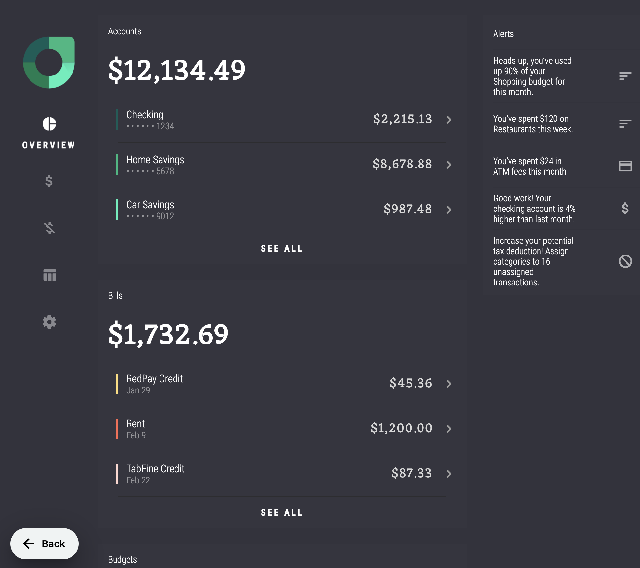 Accounts
$12,134.49
Checking
••••••1234
$2,215.13
Home Savings
••••••5678
$8,678.88
Car Savings
••••••9012
$987.48
SEE ALL
OVERVIEW
Bills
$1,732.69
RedPay Credit
Jan 29
$45.36
Rent
Feb 9
$1,200.00
TabFine Credit
Feb 22
$87.33
SEE ALL
Budgets
Back
Alerts
Heads up, you've used
up 90% of your
Shopping budget for
this month.
You've spent $120 on
Restaurants this week.
You've spent $24 in
ATM fees this month
Good work! Your
checking account is 4%
higher than last month.
Increase your potential
tax deduction! Assign
categories to 16
unassigned
transactions.